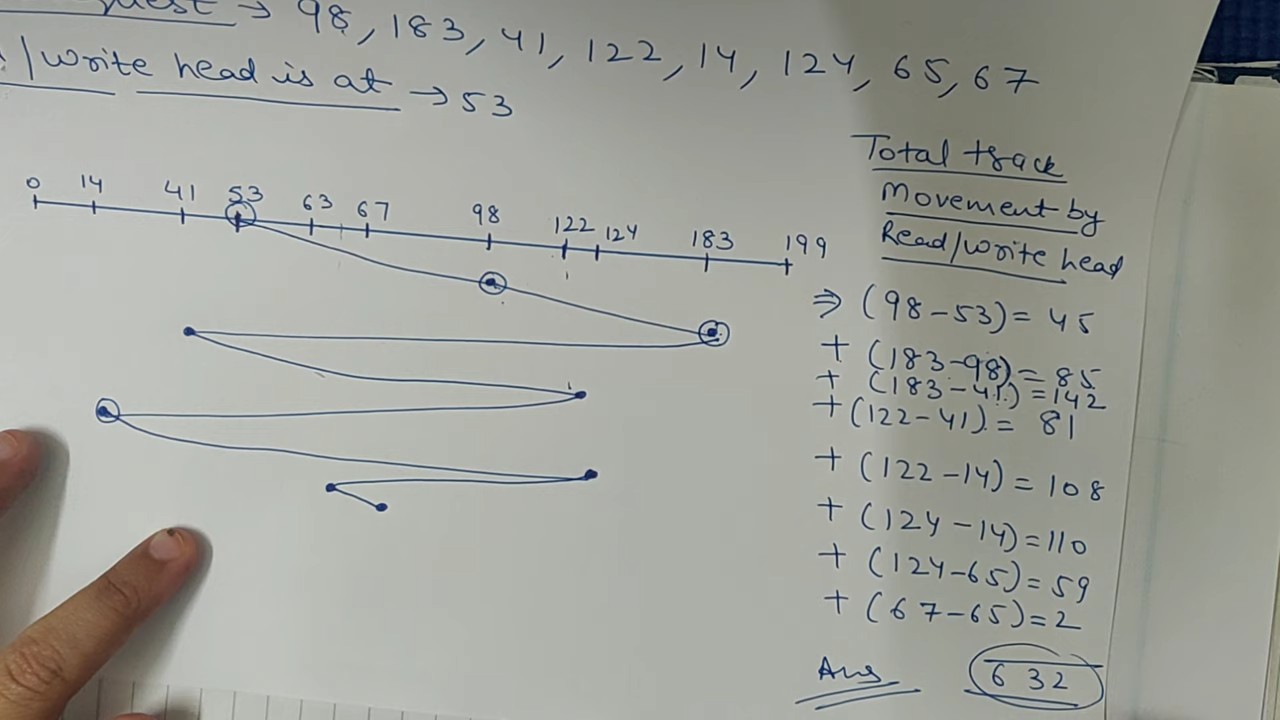 → 98, 183, 41, 122, 14, 124, 65, 67
/write head is at → 53
0 14 41 53 63 67 98 122 124 183 199
Total track
Movement by
Read/write head
⇒ (98-53) = 45
+ (183-98) = 85
+ (183-41) = 142
+ (122-41) = 81
+ (122-14) = 108
+ (124-14) = 110
+ (124-65) = 59
+ (67-65) = 2
Ans 632